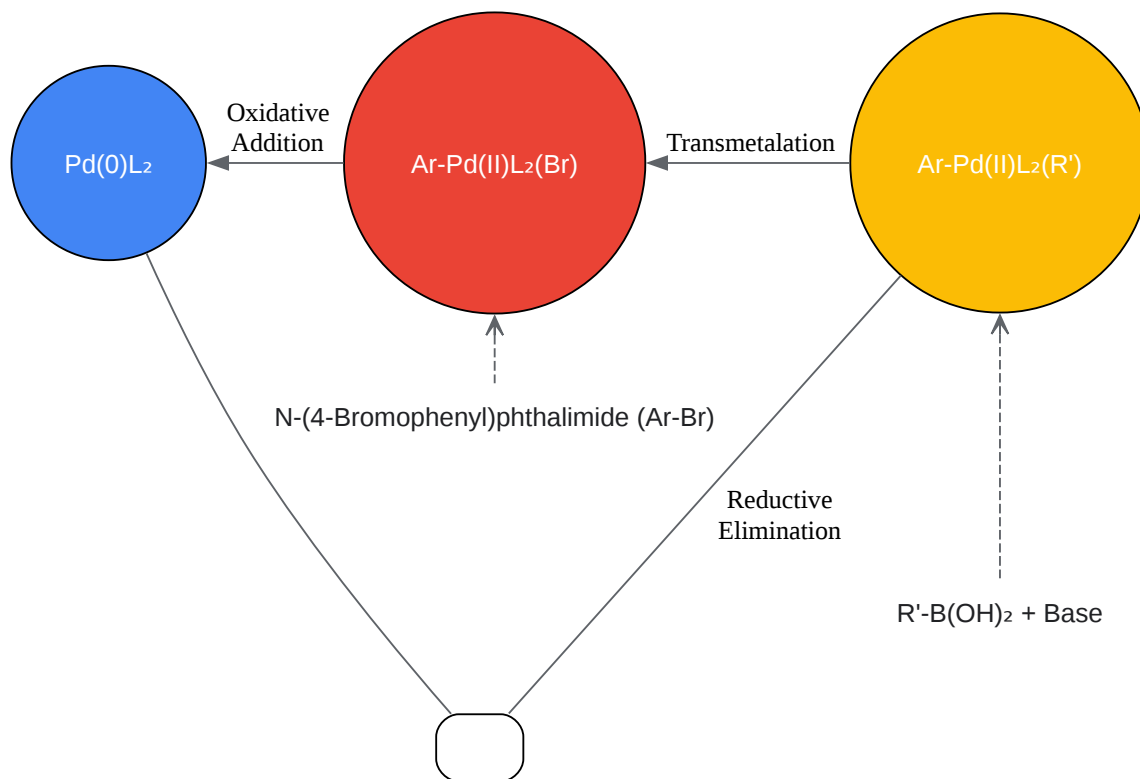 Oxidative
Addition
Transmetalation
Pd(0)L₂
Ar-Pd(II)L₂(Br)
Ar-Pd(II)L₂(R')
N-(4-Bromophenyl)phthalimide (Ar-Br)
Reductive
Elimination
R'-B(OH)₂ + Base